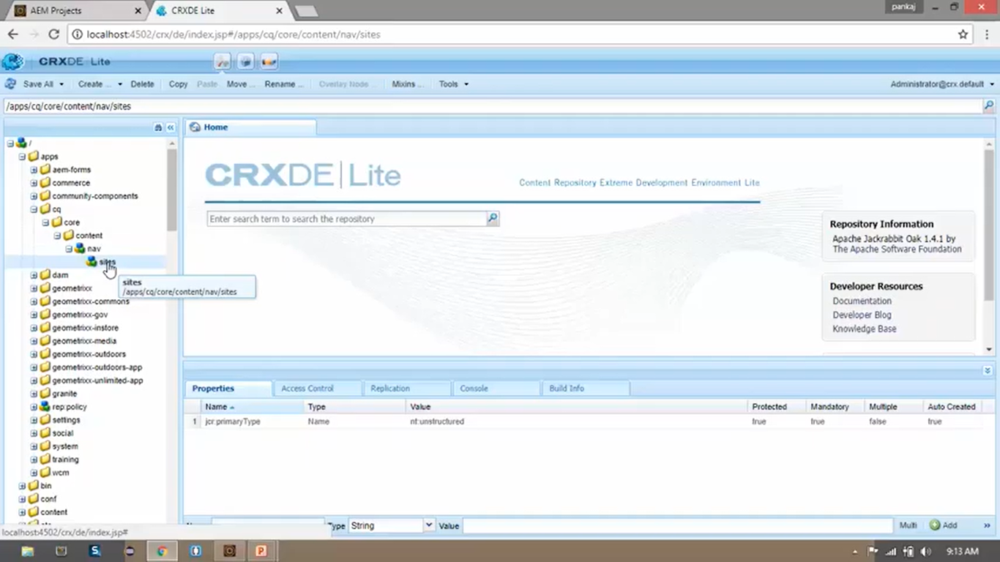 AEM Projects
CRXDE Lite
pankaj
localhost:4502/crx/de/index.jsp#/apps/cq/core/content/nav/sites
CRXDE Lite
Save All
Create ...
Delete
Copy
Paste
Move ...
Rename ...
Overlay Node ...
Mixins ...
Tools
Administrator@crx.default
/apps/cq/core/content/nav/sites
/
apps
aem-forms
commerce
community-components
cq
core
content
nav
sites
sites
/apps/cq/core/content/nav/sites
dam
geometrixx
geometrixx-commons
geometrixx-gov
geometrixx-instore
geometrixx-media
geometrixx-outdoors
geometrixx-outdoors-app
geometrixx-unlimited-app
granite
rep:policy
settings
social
system
training
wcm
bin
conf
content
localhost:4502/crx/de/index.jsp#
Home
CRXDE Lite
Content Repository Extreme Development Environment Lite
Enter search term to search the repository
Repository Information
Apache Jackrabbit Oak 1.4.1 by
The Apache Software Foundation
Developer Resources
Documentation
Developer Blog
Knowledge Base
Properties
Access Control
Replication
Console
Build Info
Name Type Value Protected Mandatory Multiple Auto Created
1 jcr:primaryType Name nt:unstructured true true false true
Type String Value Multi Add
9:13 AM